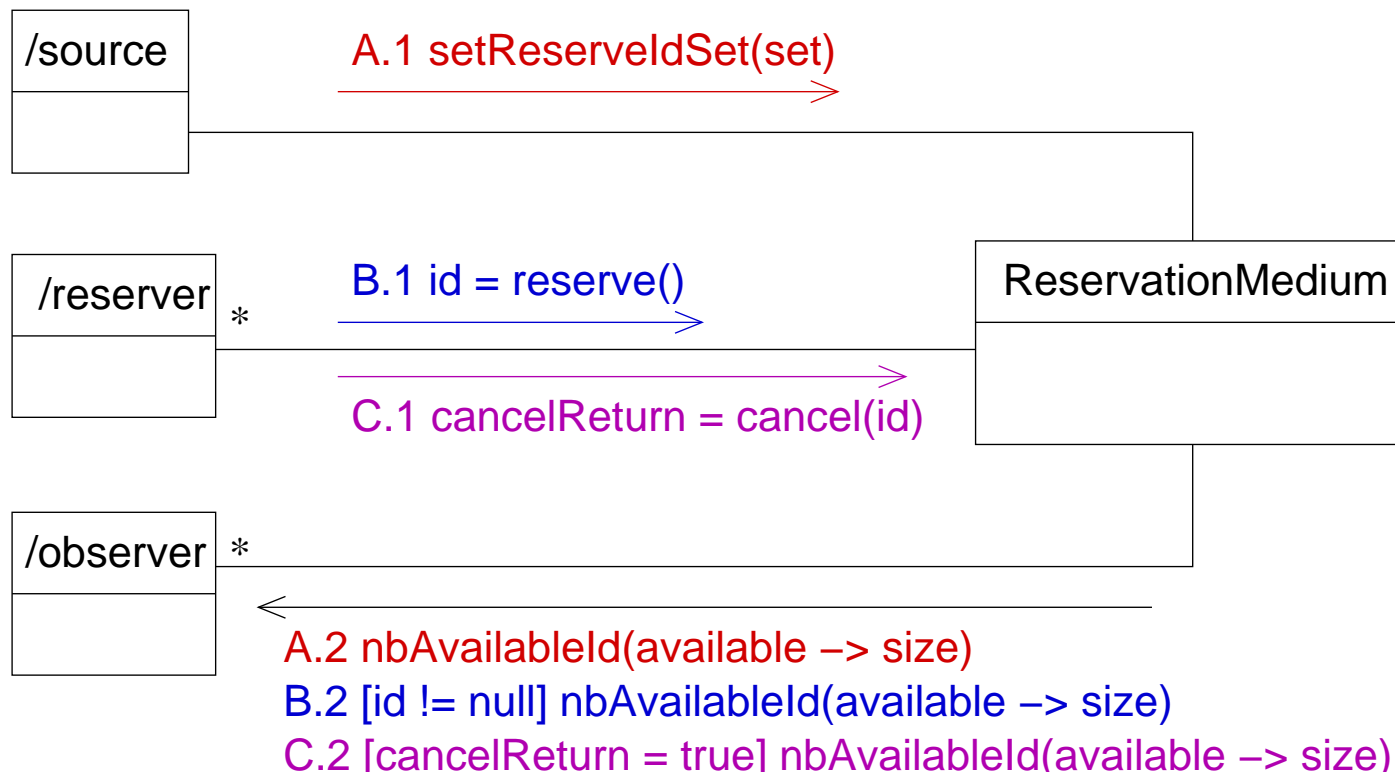 /source
A.1 setReserveIdSet(set)
/reserver
*
B.1 id = reserve()
ReservationMedium
C.1 cancelReturn = cancel(id)
/observer
*
A.2 nbAvailableId(available −> size)
B.2 [id != null] nbAvailableId(available −> size)
C.2 [cancelReturn = true] nbAvailableId(available −> size)